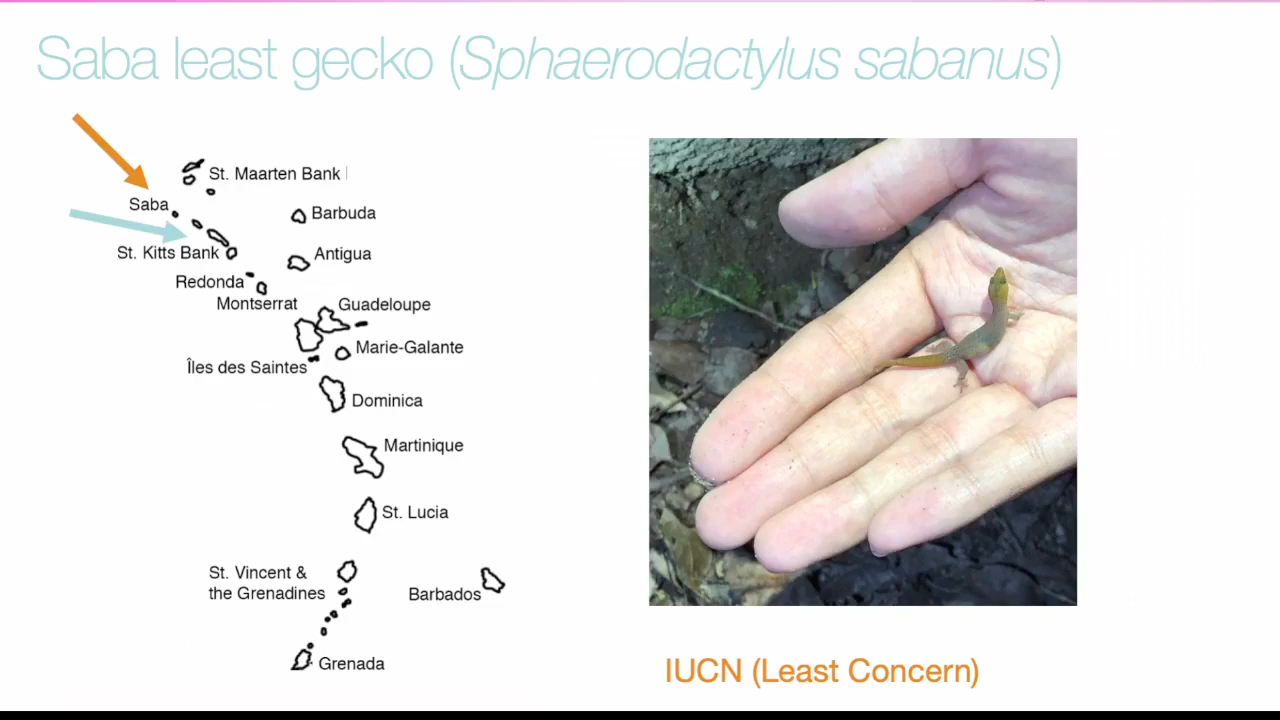 Saba least gecko (Sphaerodactylus sabanus)
St. Maarten Bank
Saba
Barbuda
St. Kitts Bank
Antigua
Redonda
Montserrat
Guadeloupe
Marie-Galante
Îles des Saintes
Dominica
Martinique
St. Lucia
St. Vincent &
the Grenadines
Barbados
Grenada
IUCN (Least Concern)